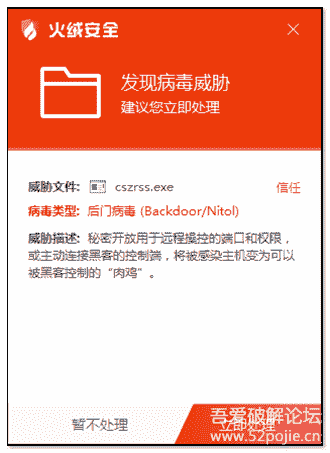 火绒安全
发现病毒威胁
建议您立即处理
威胁文件: cszrss.exe 信任
病毒类型: 后门病毒 (Backdoor/Nitol)
威胁描述: 秘密开放用于远程操控的端口和权限，
或主动连接黑客的控制端，将被感染主机变为可以
被黑客控制的“肉鸡”。
暂不处理 立即处理
吾爱破解论坛
www.52pojie.cn